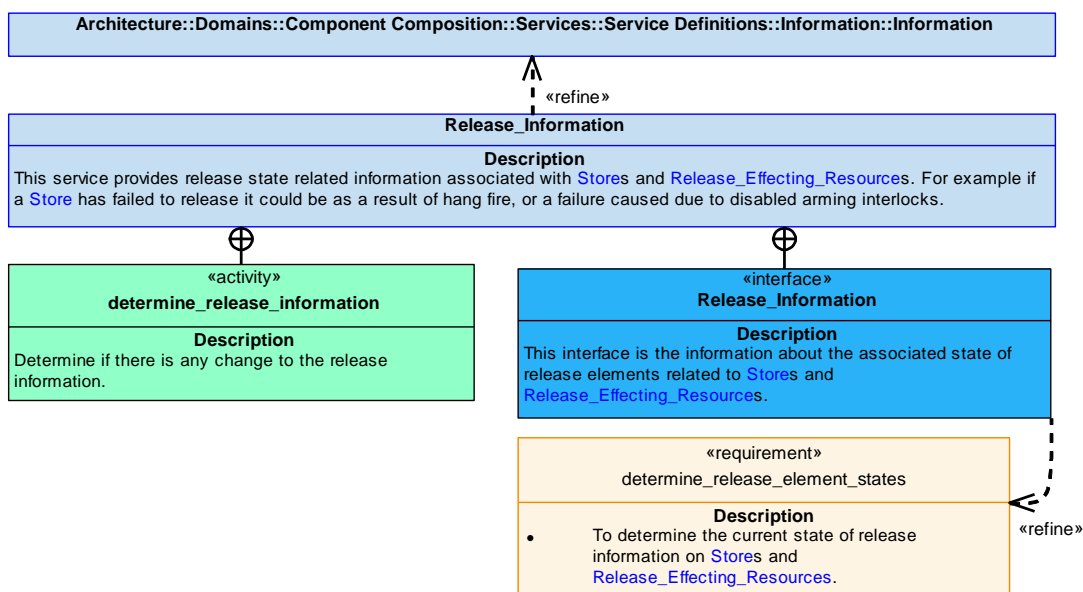 Architecture::Domains::Component Composition::Services::Service Definitions::Information::Information
«refine»
Release_Information
Description
This service provides release state related information associated with Stores and Release_Effecting_Resources. For example if
a Store has failed to release it could be as a result of hang fire, or a failure caused due to disabled arming interlocks.
«activity»
determine_release_information
Description
Determine if there is any change to the release
information.
«interface»
Release_Information
Description
This interface is the information about the associated state of
release elements related to Stores and
Release_Effecting_Resources.
«requirement»
determine_release_element_states
Description
• To determine the current state of release
information on Stores and
Release_Effecting_Resources.
«refine»